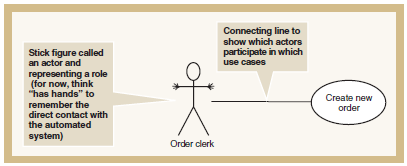 Stick figure called
an actor and
representing a role
(for now, think
"has hands" to
remember the
direct contact with
the automated
system)
Connecting line to
show which actors
participate in which
use cases
Order clerk
Create new
order